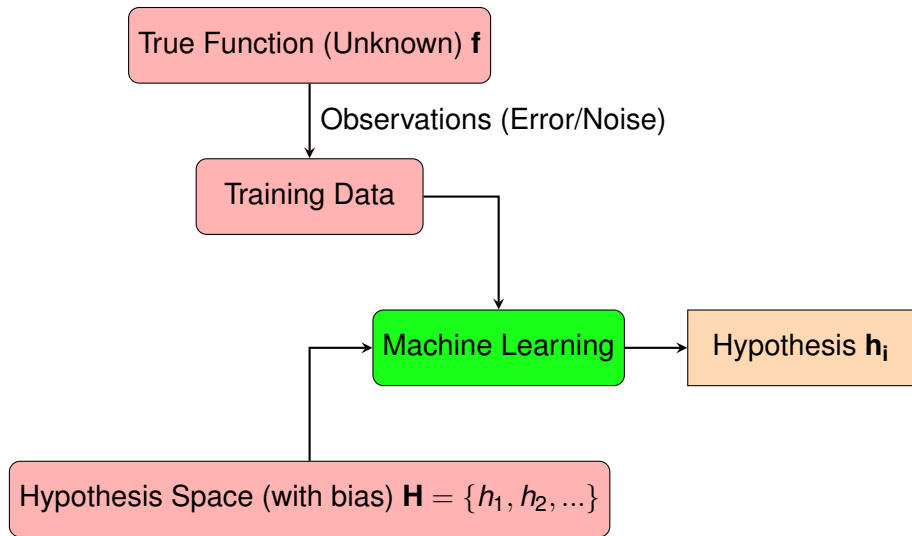 True Function (Unknown) f
Observations (Error/Noise)
Training Data
Machine Learning
Hypothesis hᵢ
Hypothesis Space (with bias) H = {h₁, h₂, ...}